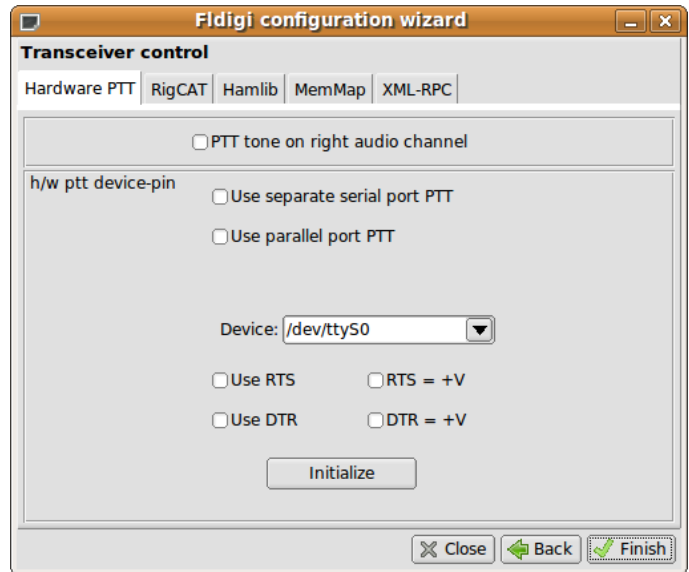 Fldigi configuration wizard
Transceiver control
Hardware PTT RigCAT Hamlib MemMap XML-RPC
PTT tone on right audio channel
h/w ptt device-pin
Use separate serial port PTT
Use parallel port PTT
Device: /dev/ttyS0
Use RTS RTS = +V
Use DTR DTR = +V
Initialize
Close Back Finish